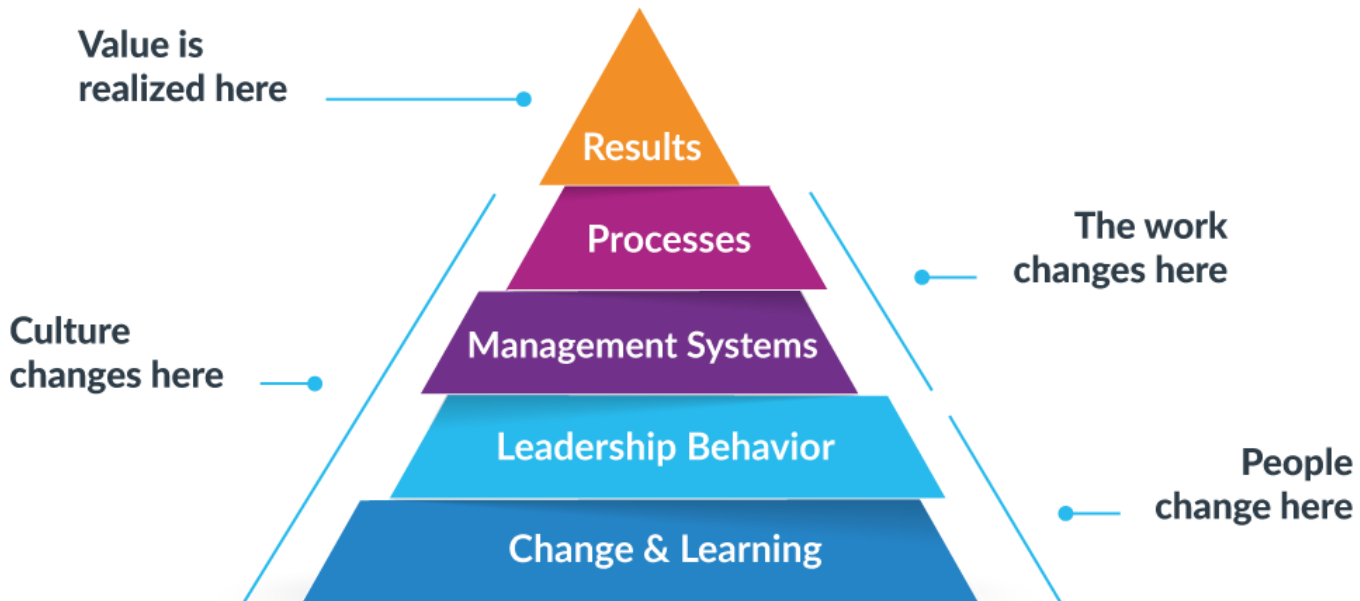 Value is
realized here
Results
Processes
The work
changes here
Culture
changes here
Management Systems
Leadership Behavior
People
change here
Change & Learning